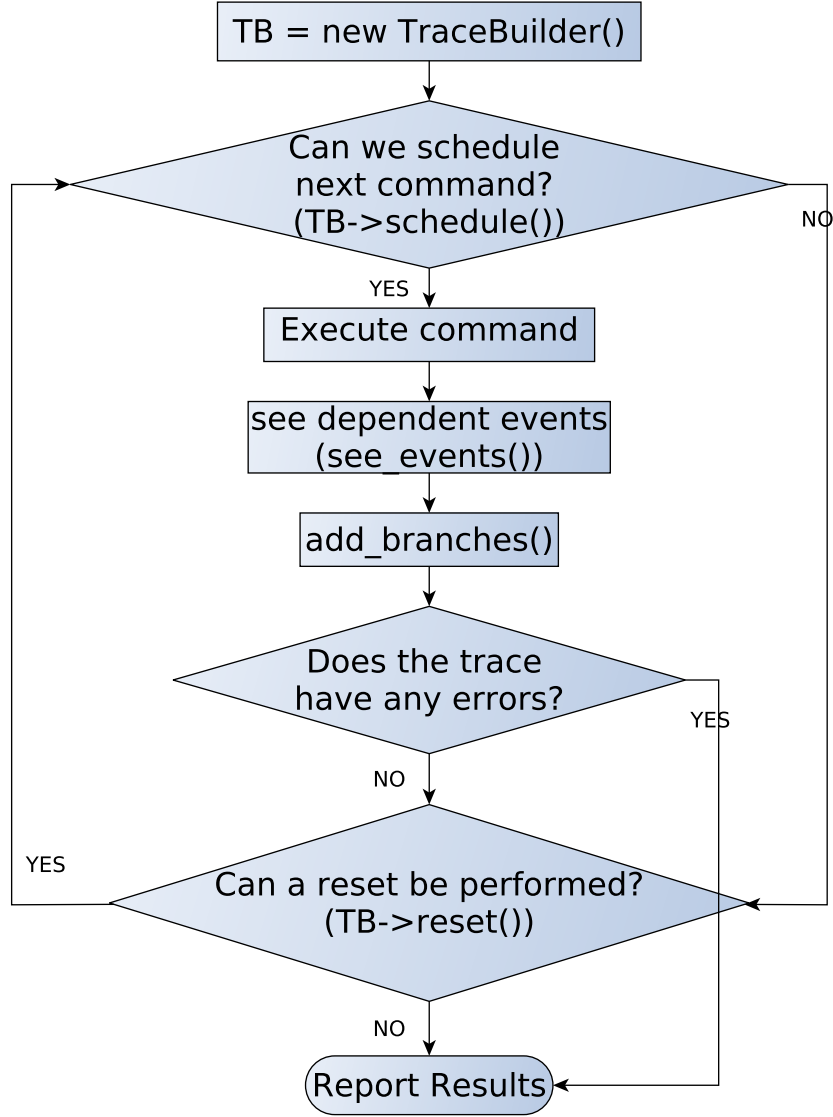 TB = new TraceBuilder()
Can we schedule
next command?
(TB->schedule())
NO
YES
Execute command
see dependent events
(see_events())
add_branches()
Does the trace
have any errors?
YES
NO
YES
Can a reset be performed?
(TB->reset())
NO
Report Results